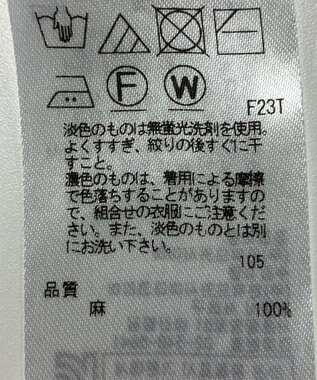 F W
F23T
淡色のものは無蛍光洗剤を使用。
よくすすぎ、絞りの後すぐに干
すこと。
濃色のものは、着用による摩擦
で色落ちすることがありますの
で、組合せの衣服にご注意くだ
さい。また、淡色のものとは別
にお洗い下さい。
105
品質
麻 100%